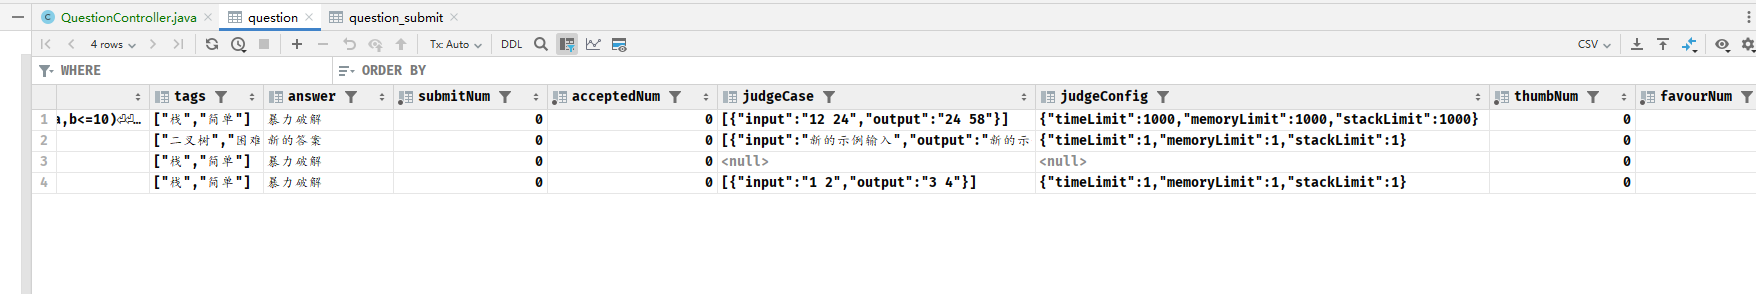 QuestionController.java question question_submit
4 rows Tx: Auto DDL CSV
WHERE ORDER BY
tags answer submitNum acceptedNum judgeCase judgeConfig thumbNum favourNum
1 a,b<=10)⏎⏎… ["栈","简单"] 暴力破解 0 0 [{"input":"12 24","output":"24 58"}] {"timeLimit":1000,"memoryLimit":1000,"stackLimit":1000} 0
2 ["二叉树","困难 新的答案 0 0 [{"input":"新的示例输入","output":"新的示 {"timeLimit":1,"memoryLimit":1,"stackLimit":1} 0
3 ["栈","简单"] 暴力破解 0 0 <null> <null> 0
4 ["栈","简单"] 暴力破解 0 0 [{"input":"1 2","output":"3 4"}] {"timeLimit":1,"memoryLimit":1,"stackLimit":1} 0